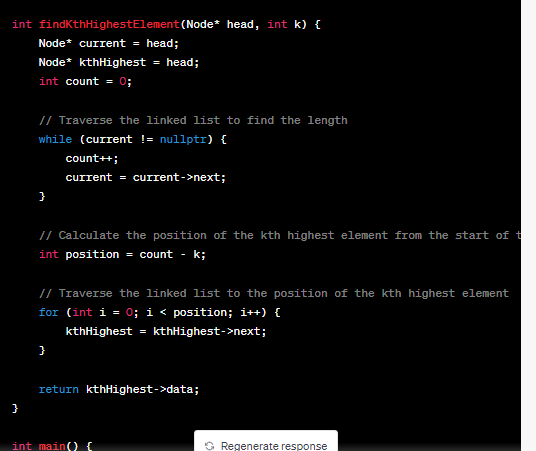 int findKthHighestElement(Node* head, int k) {
Node* current = head;
Node* kthHighest = head;
int count = 0;
// Traverse the linked list to find the length
while (current != nullptr) {
count++;
current = current->next;
}
// Calculate the position of the kth highest element from the start of
int position = count - k;
// Traverse the linked list to the position of the kth highest element
for (int i = 0; i < position; i++) {
kthHighest = kthHighest->next;
}
return kthHighest->data;
}
int main() {
Regenerate response